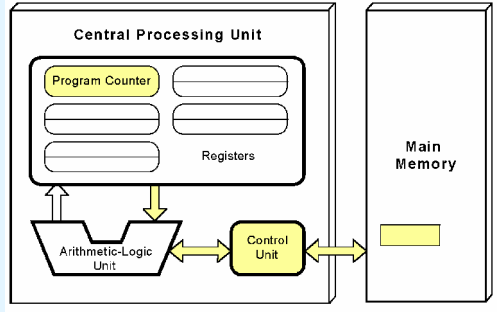 Central Processing Unit
Program Counter
Registers
Arithmetic-Logic
Unit
Control
Unit
Main
Memory